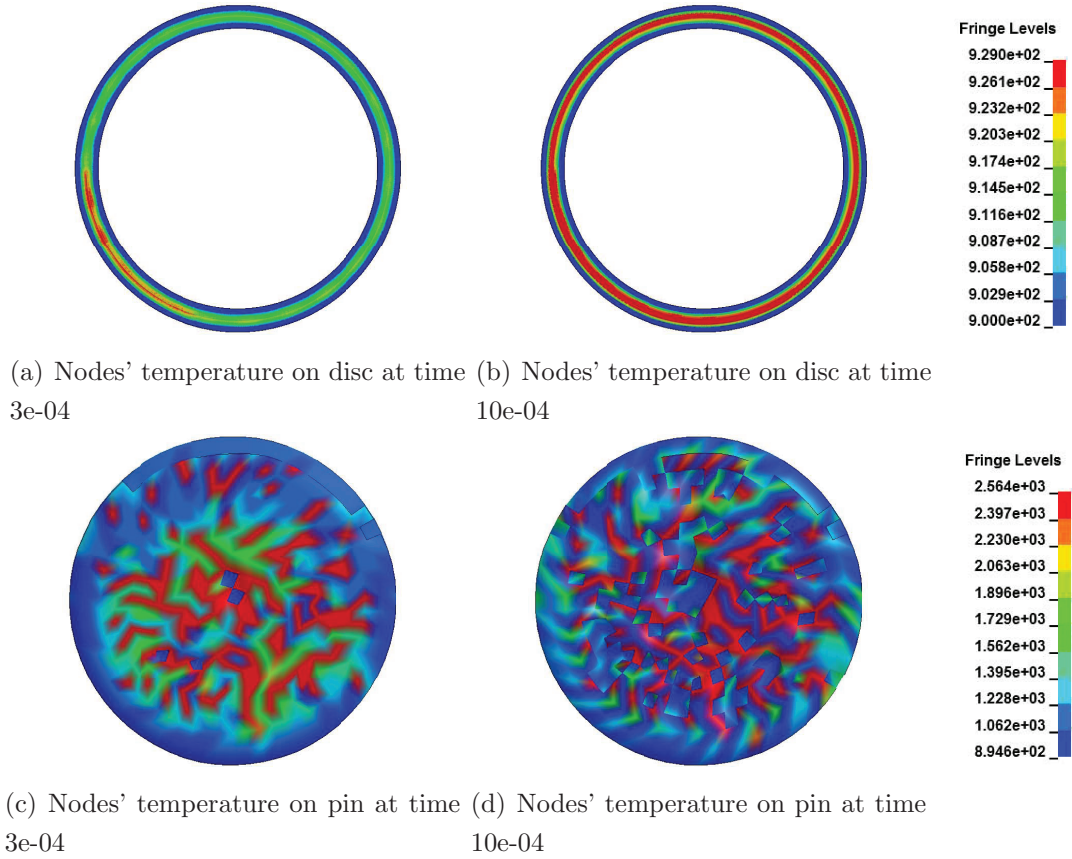 Fringe Levels
9.290e+02
9.261e+02
9.232e+02
9.203e+02
9.174e+02
9.145e+02
9.116e+02
9.087e+02
9.058e+02
9.029e+02
9.000e+02
(a) Nodes' temperature on disc at time
3e-04
(b) Nodes' temperature on disc at time
10e-04
Fringe Levels
2.564e+03
2.397e+03
2.230e+03
2.063e+03
1.896e+03
1.729e+03
1.562e+03
1.395e+03
1.228e+03
1.062e+03
8.946e+02
(c) Nodes' temperature on pin at time
3e-04
(d) Nodes' temperature on pin at time
10e-04